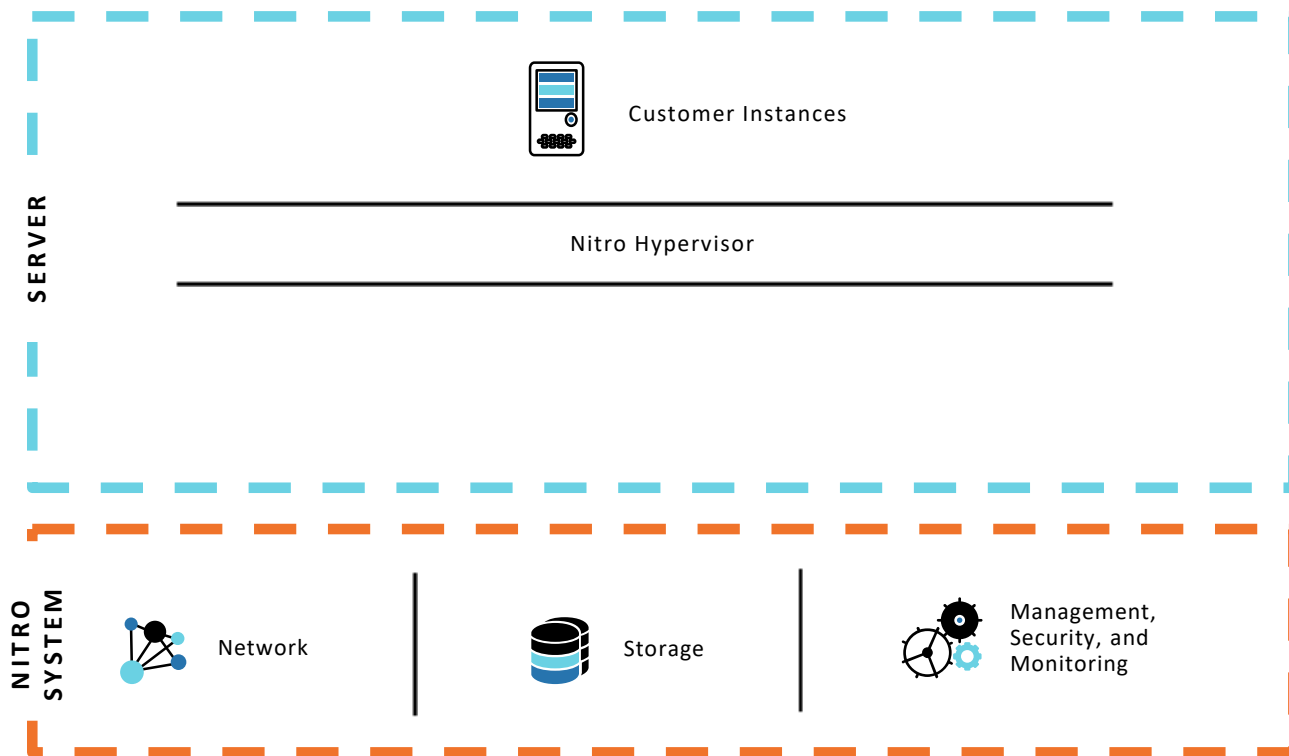 Customer Instances
SERVER
Nitro Hypervisor
NITRO
SYSTEM
Network
Storage
Management,
Security, and
Monitoring